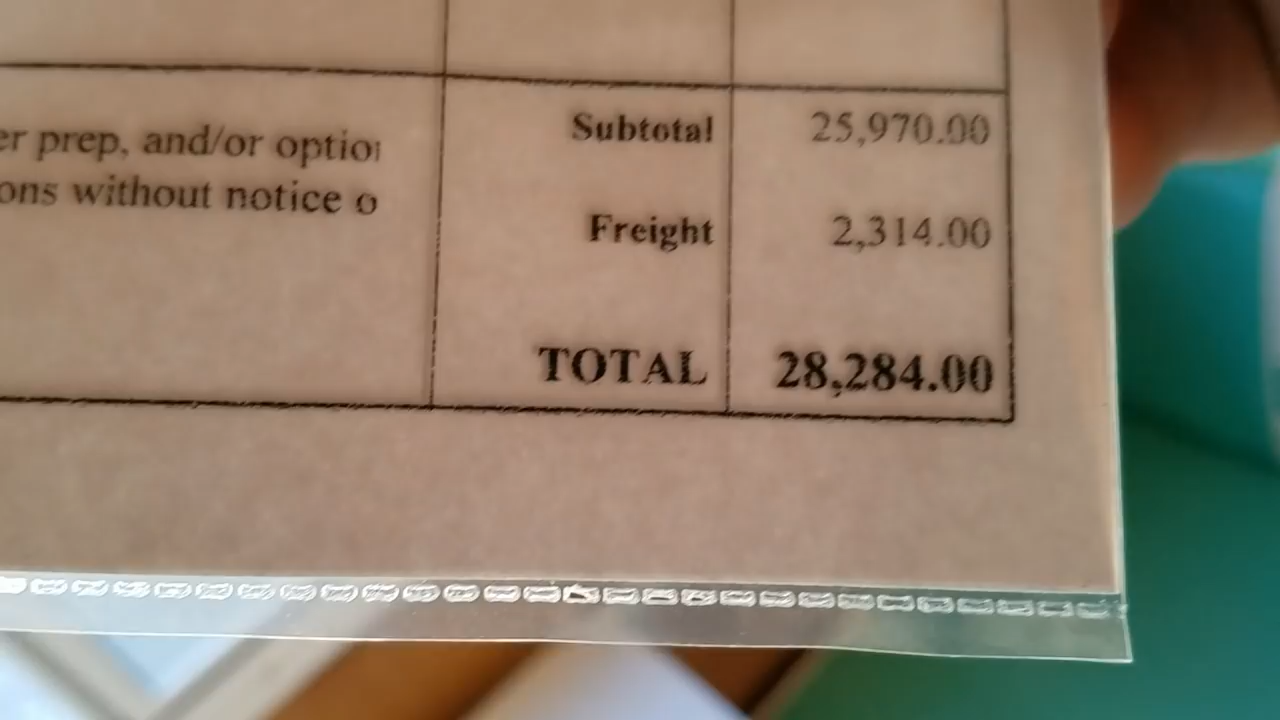 er prep, and/or optio
ons without notice o
Subtotal 25,970.00
Freight 2,314.00
TOTAL 28,284.00